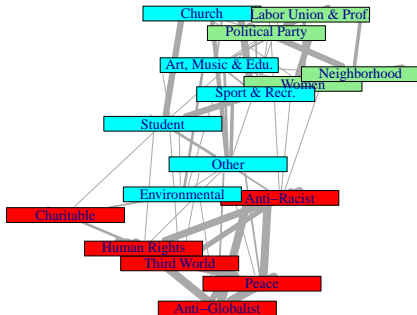 Church
Labor Union & Prof.
Political Party
Art, Music & Edu.
Neighborhood
Women
Sport & Recr.
Student
Other
Environmental
Anti−Racist
Charitable
Human Rights
Third World
Peace
Anti−Globalist